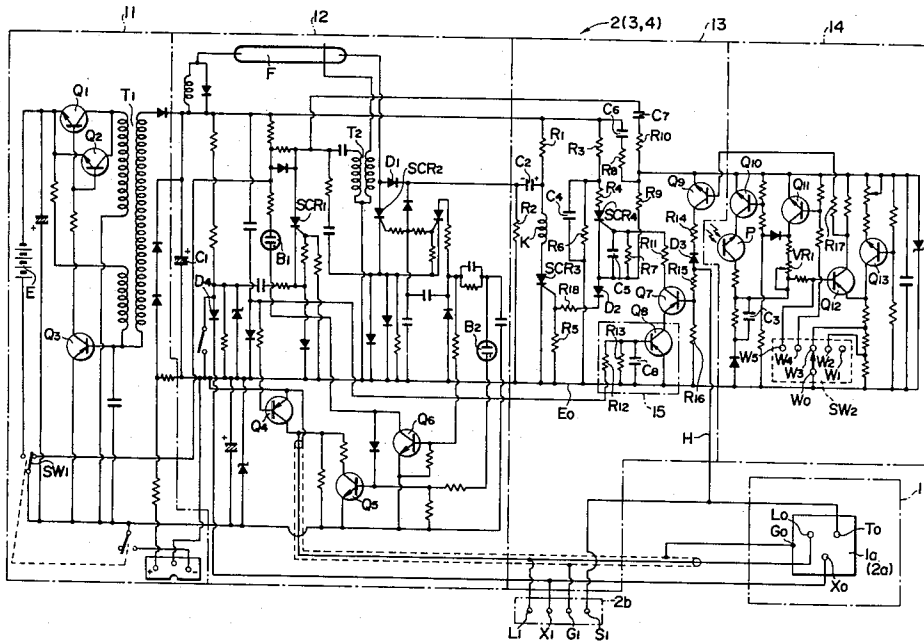 11
12
2(3,4)
13
14
F
Q1
T1
Q2
C6
C7
R1
R3
R10
T2
R8
D1
SCR2
C2
Q9
Q10
Q11
R4
R9
C4
SCR4
R14
P
R17
SCR1
R2
E
C1
B1
K
R6
R11
D3
VR1
R7
R15
Q13
SCR3
C5
Q7
Q12
D4
R18
D2
C3
Q3
B2
R5
Q8
R13
W5
W4
W3
W2
W1
C8
R16
W0
R12
15
E0
SW2
Q4
Q6
H
SW1
Q5
1
L0
T0
G0
1a
(2a)
X0
+
-
2b
L1
X1
G1
S1